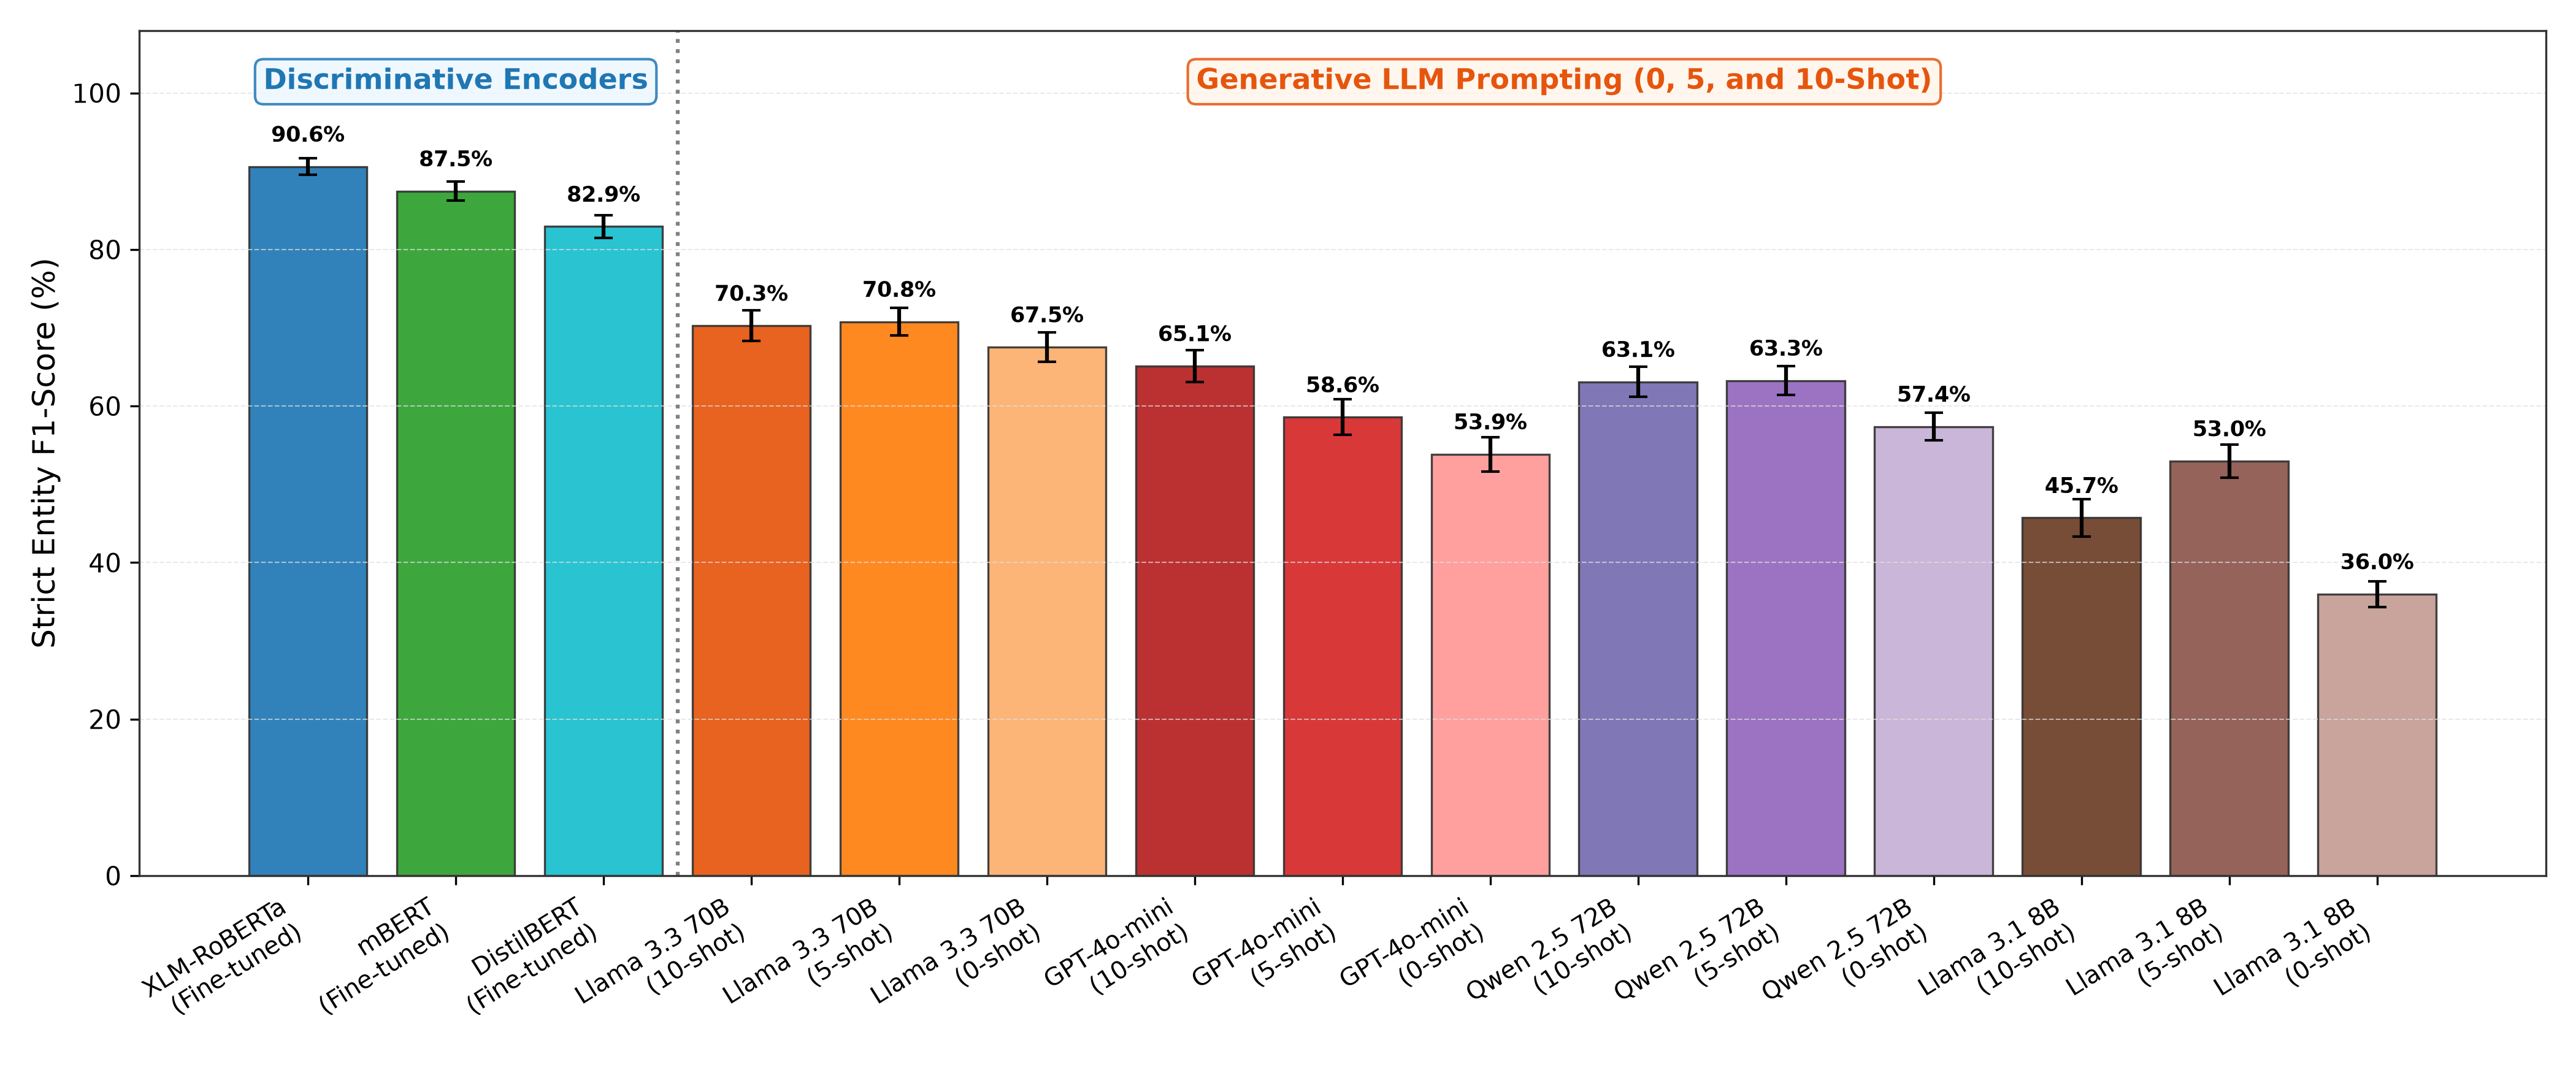 Discriminative Encoders
Generative LLM Prompting (0, 5, and 10-Shot)
Strict Entity F1-Score (%)
100
80
60
40
20
0
90.6%
87.5%
82.9%
70.3%
70.8%
67.5%
65.1%
58.6%
53.9%
63.1%
63.3%
57.4%
45.7%
53.0%
36.0%
XLM-RoBERTa
(Fine-tuned)
mBERT
(Fine-tuned)
DistilBERT
(Fine-tuned)
Llama 3.3 70B
(10-shot)
Llama 3.3 70B
(5-shot)
Llama 3.3 70B
(0-shot)
GPT-4o-mini
(10-shot)
GPT-4o-mini
(5-shot)
GPT-4o-mini
(0-shot)
Qwen 2.5 72B
(10-shot)
Qwen 2.5 72B
(5-shot)
Qwen 2.5 72B
(0-shot)
Llama 3.1 8B
(10-shot)
Llama 3.1 8B
(5-shot)
Llama 3.1 8B
(0-shot)